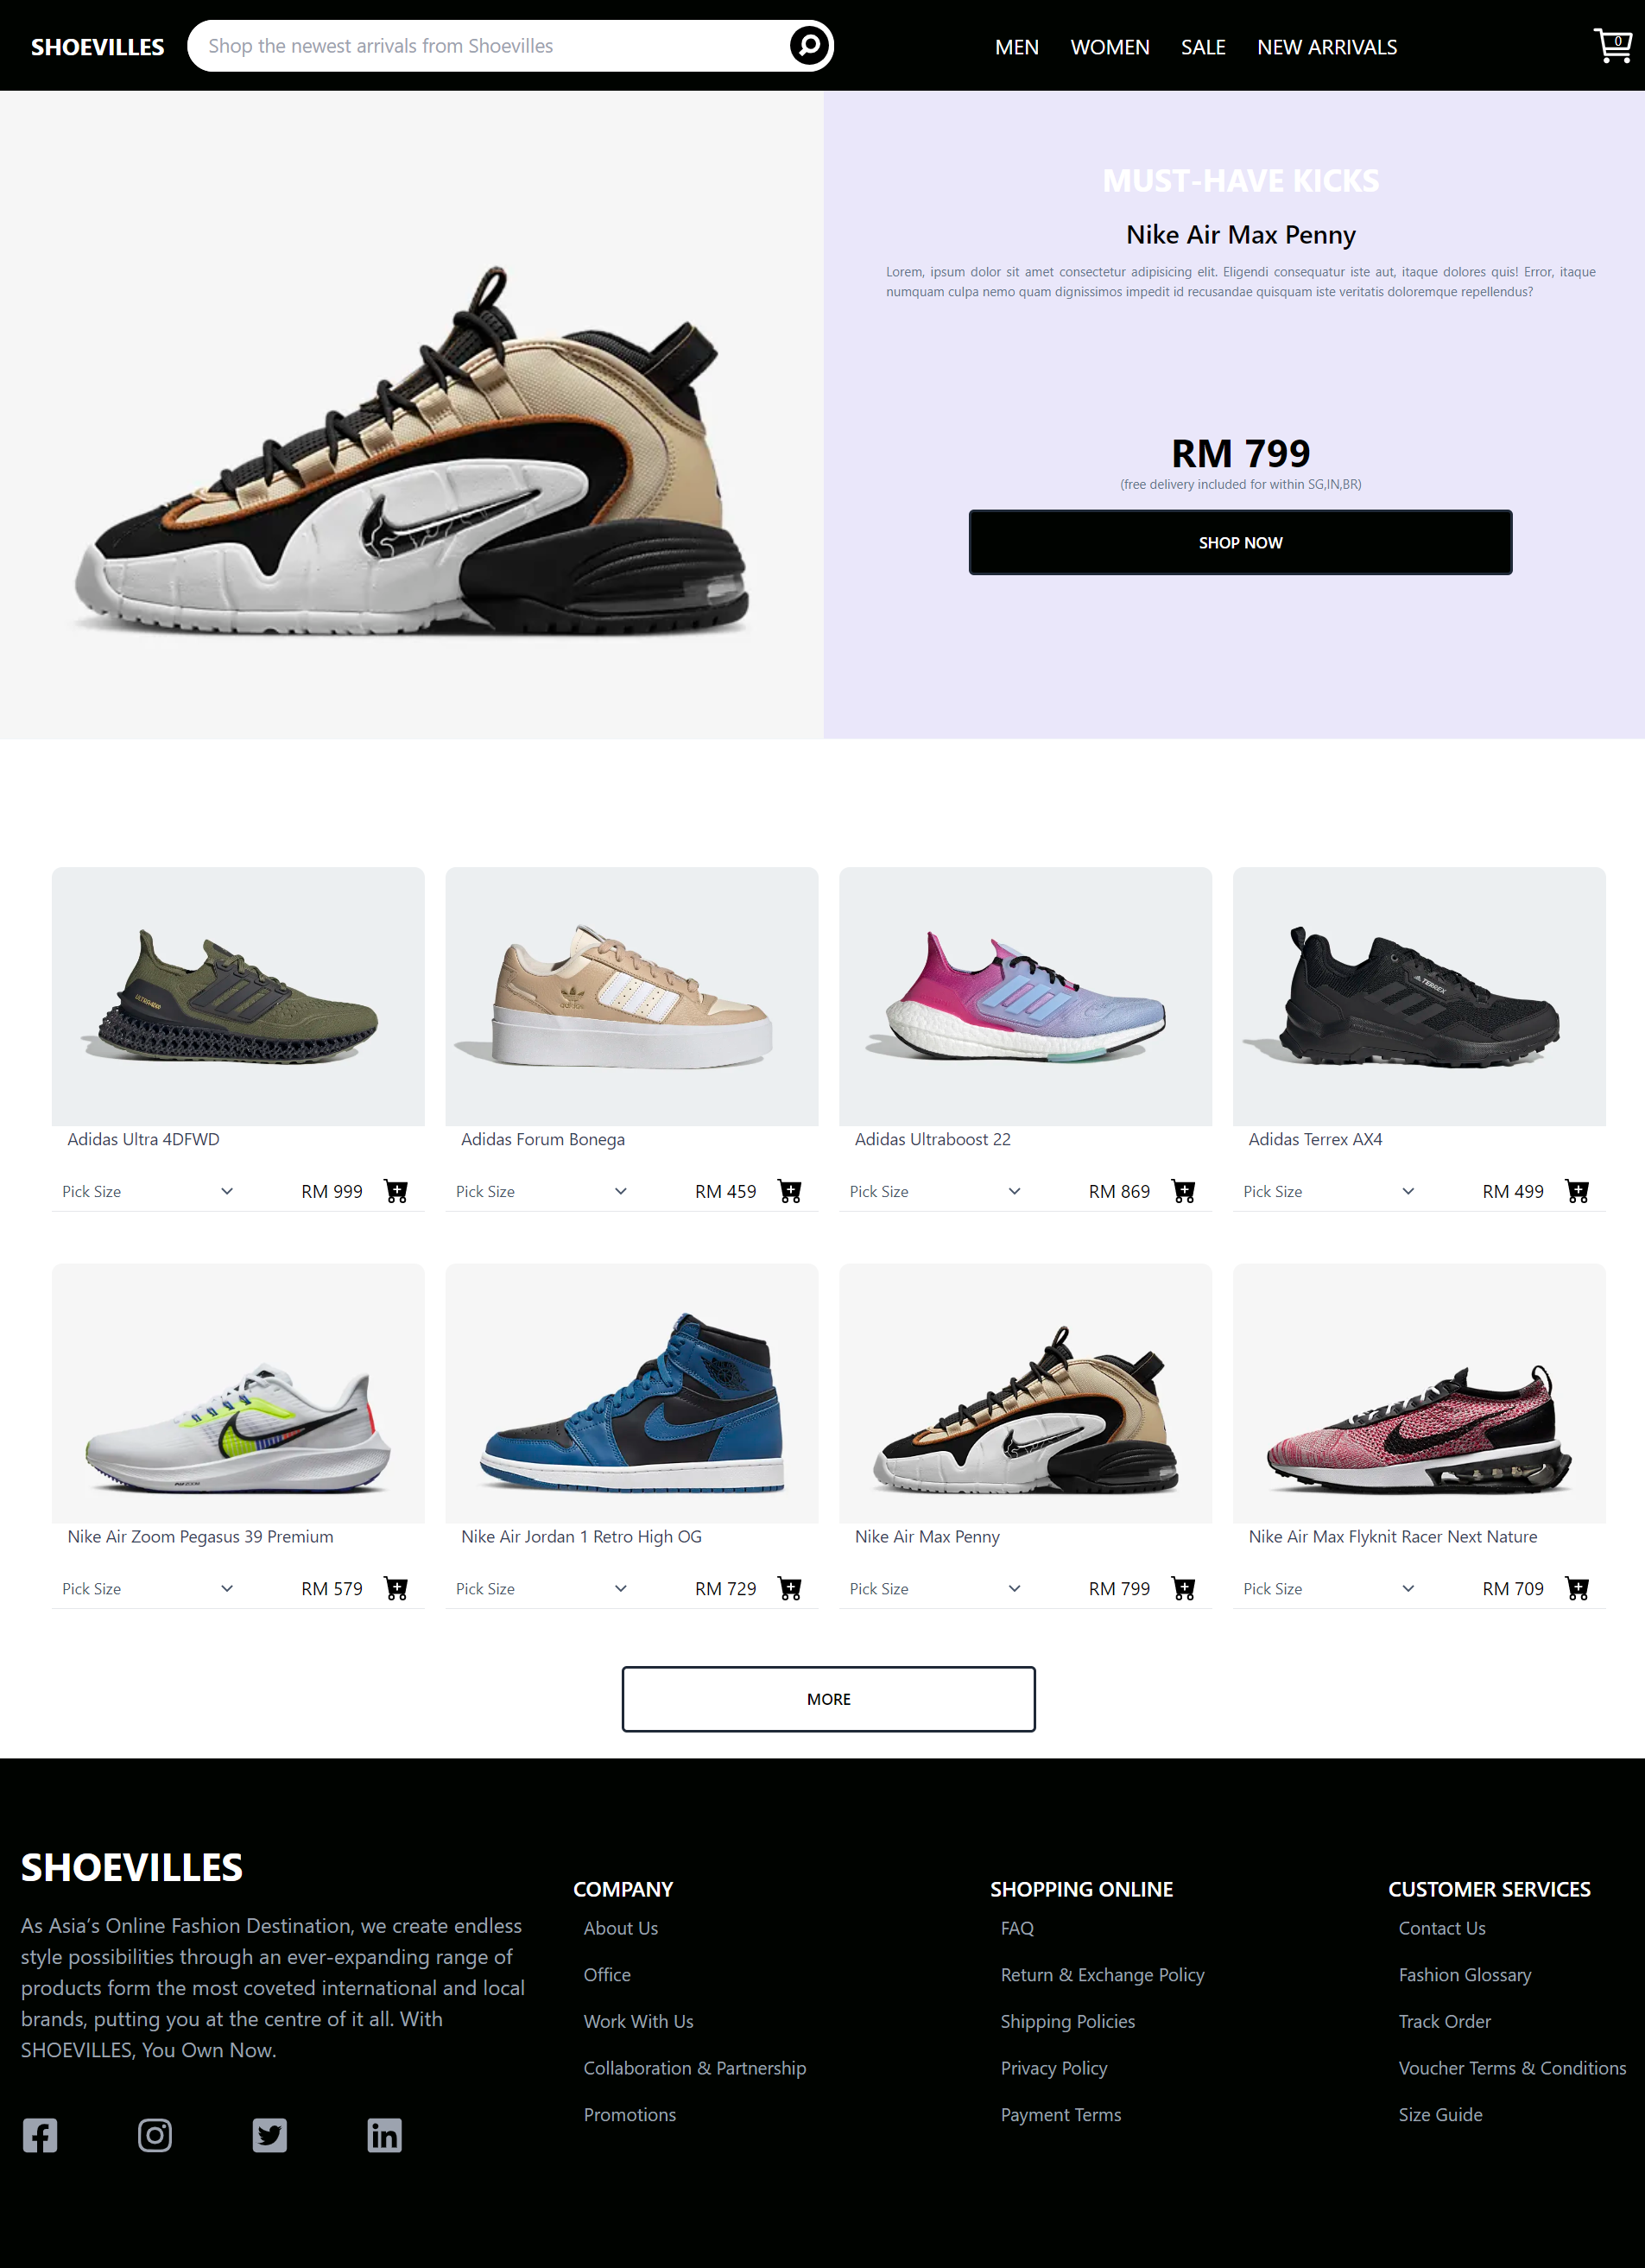 SHOEVILLES
Shop the newest arrivals from Shoevilles
MEN WOMEN SALE NEW ARRIVALS
0
MUST-HAVE KICKS
Nike Air Max Penny
Lorem, ipsum dolor sit amet consectetur adipisicing elit. Eligendi consequatur iste aut, itaque dolores quis! Error, itaque
numquam culpa nemo quam dignissimos impedit id recusandae quisquam iste veritatis doloremque repellendus?
RM 799
(free delivery included for within SG,IN,BR)
SHOP NOW
Adidas Ultra 4DFWD
Pick Size RM 999
adidas
Adidas Forum Bonega
Pick Size RM 459
Adidas Ultraboost 22
Pick Size RM 869
TERREX
Adidas Terrex AX4
Pick Size RM 499
Nike Air Zoom Pegasus 39 Premium
Pick Size RM 579
Nike Air Jordan 1 Retro High OG
Pick Size RM 729
Nike Air Max Penny
Pick Size RM 799
Nike Air Max Flyknit Racer Next Nature
Pick Size RM 709
MORE
SHOEVILLES
As Asia’s Online Fashion Destination, we create endless
style possibilities through an ever-expanding range of
products form the most coveted international and local
brands, putting you at the centre of it all. With
SHOEVILLES, You Own Now.
COMPANY
About Us
Office
Work With Us
Collaboration & Partnership
Promotions
SHOPPING ONLINE
FAQ
Return & Exchange Policy
Shipping Policies
Privacy Policy
Payment Terms
CUSTOMER SERVICES
Contact Us
Fashion Glossary
Track Order
Voucher Terms & Conditions
Size Guide